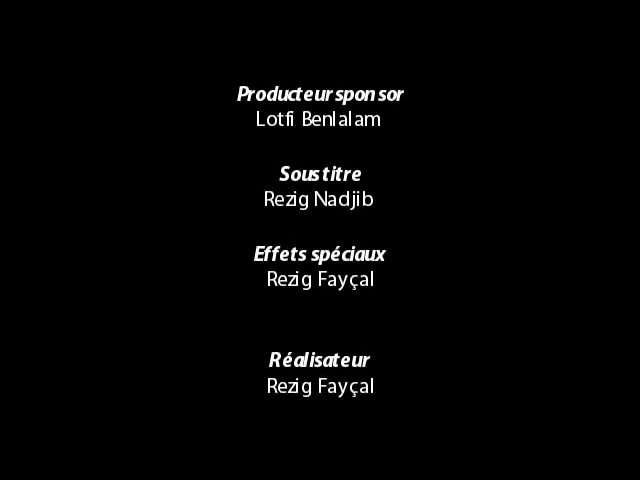 Producteur sponsor
Lotfi Benlalam
Sous titre
Rezig Nadjib
Effets spéciaux
Rezig Fayçal
Réalisateur
Rezig Fayçal